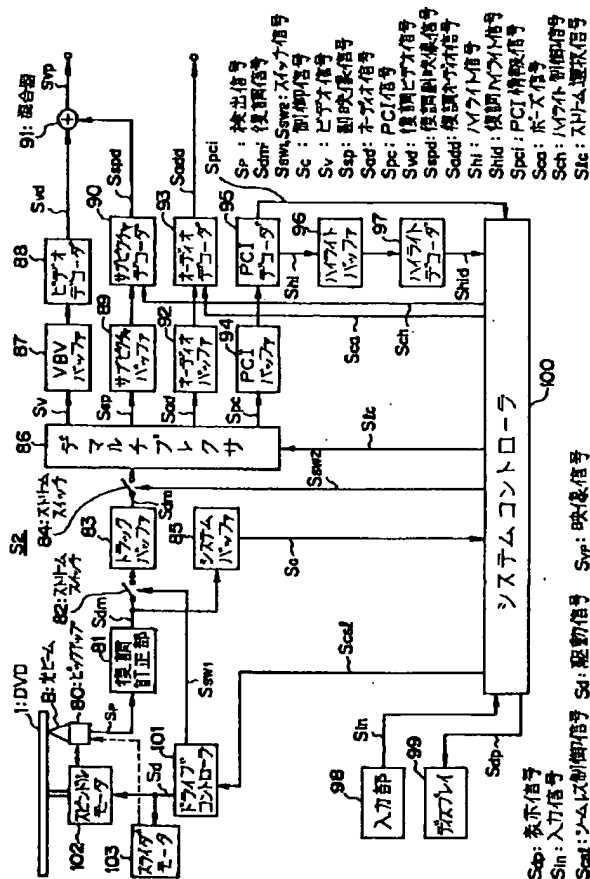 S2
1:DVD
B:光ビーム
80:ピックアップ
102
スピンドル
モータ
103
スライダ
モータ
Sd
101
ドライブ
コントローラ
SP
81
復調
訂正部
Sdm
82:ストリーム
スイッチ
Ssw1
83
トラック
バッファ
84:ストリーム
スイッチ
Sdm
Ssw2
85
システム
バッファ
Sc
Scsl
86
デマルチプレクサ
Slc
Sv
87
VBV
バッファ
88
ビデオ
デコーダ
Svd
91:混合器
Svp
Ssp
89
サブピクチャ
バッファ
90
サブピクチャ
デコーダ
Sspd
Sad
92
オーディオ
バッファ
93
オーディオ
デコーダ
Sadd
Spc
94
PCI
バッファ
95
PCI
デコーダ
Spci
Shi
96
ハイライト
バッファ
97
ハイライト
デコーダ
Shid
Sca
Sch
98
入力部
Sin
99
ディスプレイ
Sdp
100
システムコントローラ
SP:検出信号
Sdm:復調信号
Ssw1,Ssw2:スイッチ信号
Sc:制御信号
Sv:ビデオ信号
Ssp:副映像信号
Sad:オーディオ信号
Spc:PCI信号
Svd:復調ビデオ信号
Sspd:復調副映像信号
Sadd:復調オーディオ信号
Shi:ハイライト信号
Shid:復調ハイライト信号
Spci:PCI情報信号
Sca:ポーズ信号
Sch:ハイライト制御信号
Slc:ストリーム選択信号
Sdp:表示信号
Sin:入力信号
Scsl:シームレス制御信号 Sd:駆動信号 Svp:映像信号